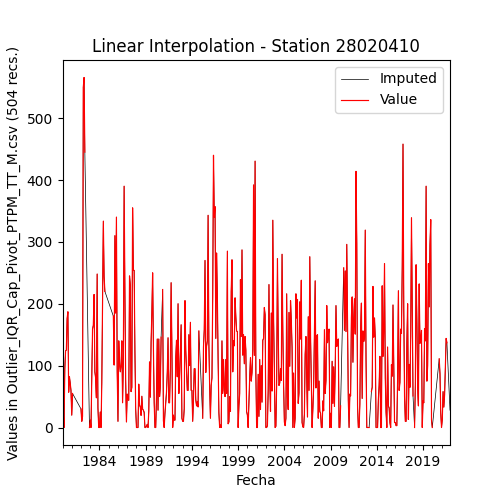 Linear Interpolation - Station 28020410
Imputed
Value
Values in Outlier_IQR_Cap_Pivot_PTPM_TT_M.csv (504 recs.)
500
400
300
200
100
0
1984 1989 1994 1999 2004 2009 2014 2019
Fecha